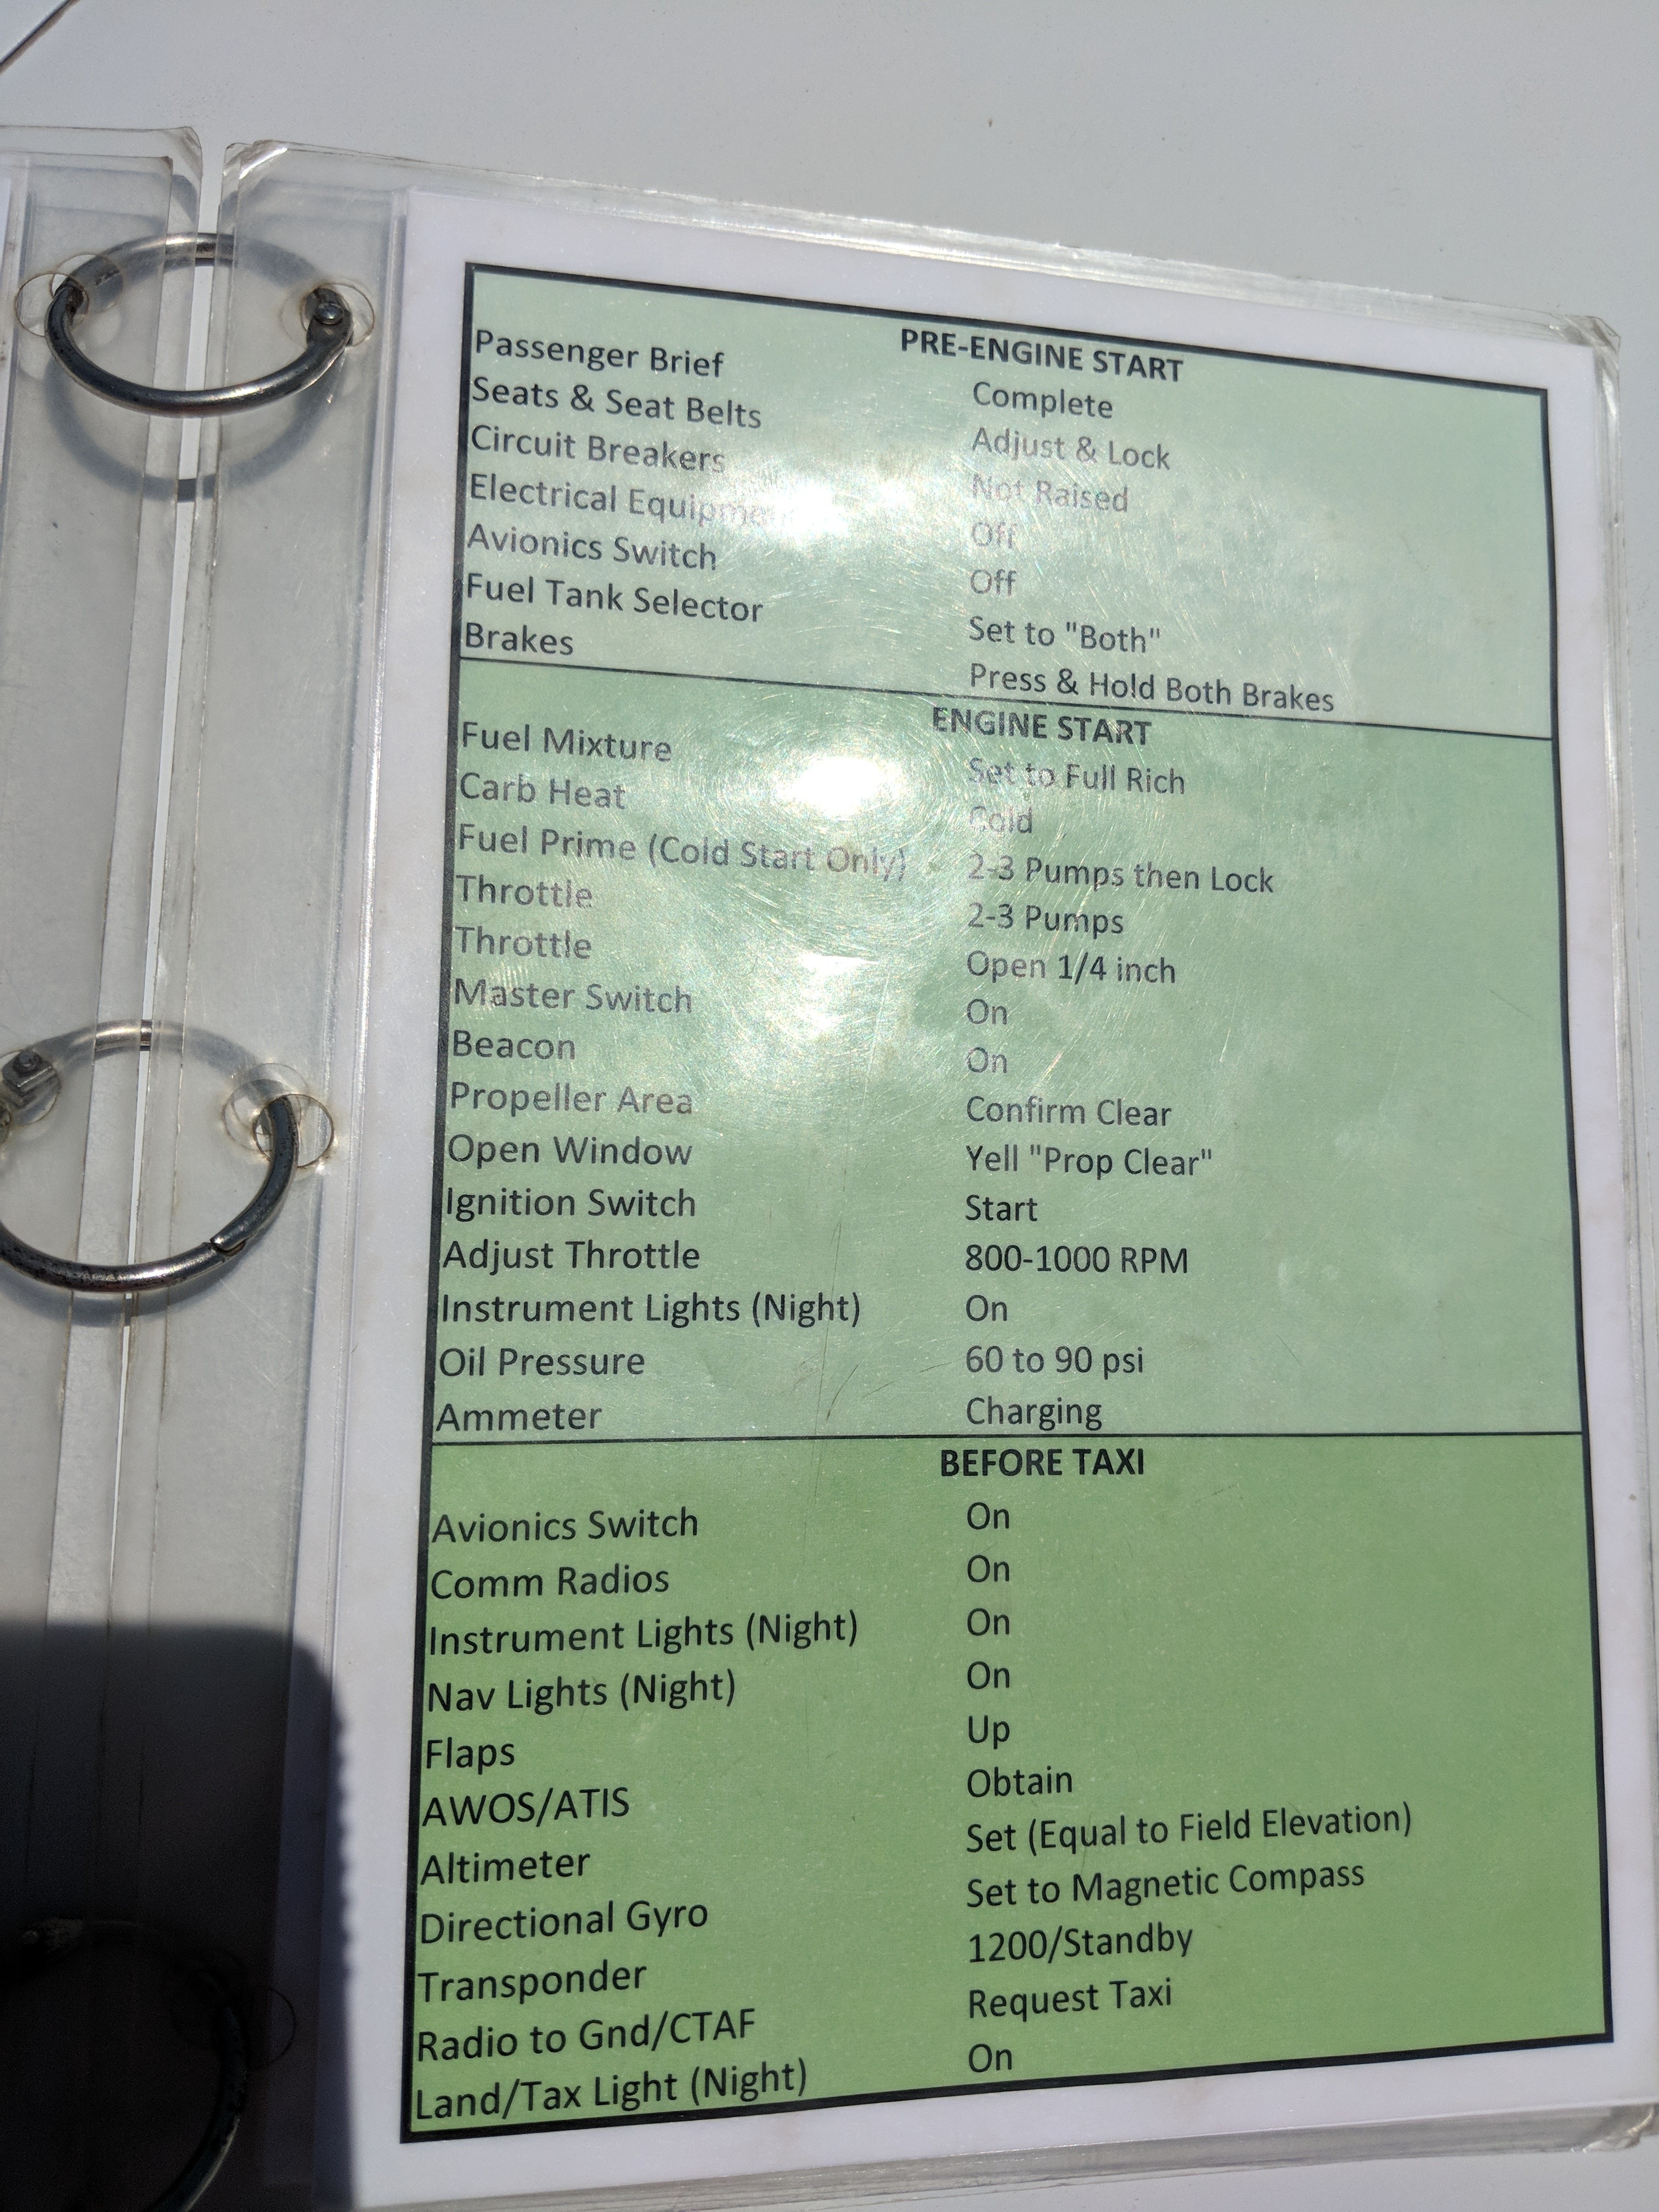 PRE-ENGINE START
Passenger Brief Complete
Seats & Seat Belts Adjust & Lock
Circuit Breakers Not Raised
Electrical Equipment Off
Avionics Switch Off
Fuel Tank Selector Set to "Both"
Brakes Press & Hold Both Brakes
ENGINE START
Fuel Mixture Set to Full Rich
Carb Heat Cold
Fuel Prime (Cold Start Only) 2-3 Pumps then Lock
Throttle 2-3 Pumps
Throttle Open 1/4 inch
Master Switch On
Beacon On
Propeller Area Confirm Clear
Open Window Yell "Prop Clear"
Ignition Switch Start
Adjust Throttle 800-1000 RPM
Instrument Lights (Night) On
Oil Pressure 60 to 90 psi
Ammeter Charging
BEFORE TAXI
Avionics Switch On
Comm Radios On
Instrument Lights (Night) On
Nav Lights (Night) On
Flaps Up
AWOS/ATIS Obtain
Altimeter Set (Equal to Field Elevation)
Directional Gyro Set to Magnetic Compass
Transponder 1200/Standby
Radio to Gnd/CTAF Request Taxi
Land/Tax Light (Night) On